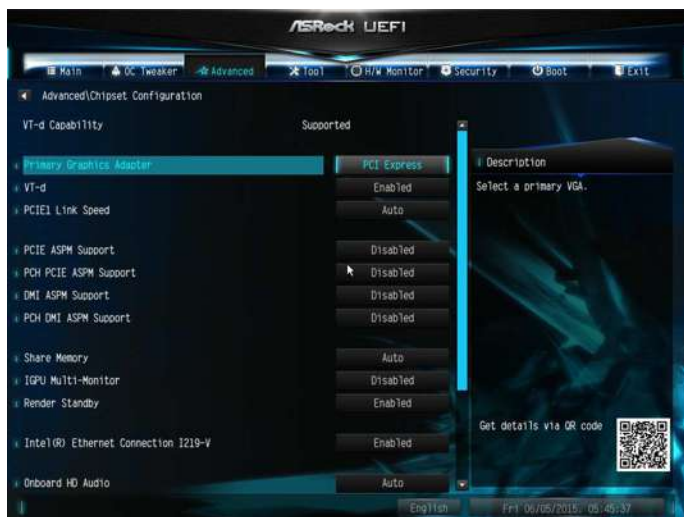 ASRock UEFI
Main OC Tweaker Advanced Tool H/W Monitor Security Boot Exit
Advanced\Chipset Configuration
VT-d Capability Supported
Primary Graphics Adapter PCI Express
VT-d Enabled
PCIE1 Link Speed Auto
PCIE ASPM Support Disabled
PCH PCIE ASPM Support Disabled
DMI ASPM Support Disabled
PCH DMI ASPM Support Disabled
Share Memory Auto
IGPU Multi-Monitor Disabled
Render Standby Enabled
Intel(R) Ethernet Connection I219-V Enabled
Onboard HD Audio Auto
Description
Select a primary VGA.
Get details via QR code
English Fri 06/05/2015. 05:45:37